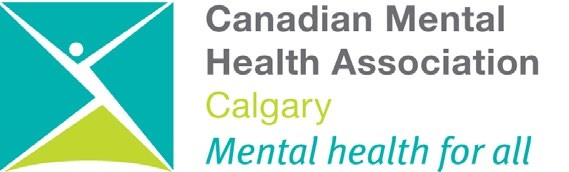 Canadian Mental
Health Association
Calgary
Mental health for all